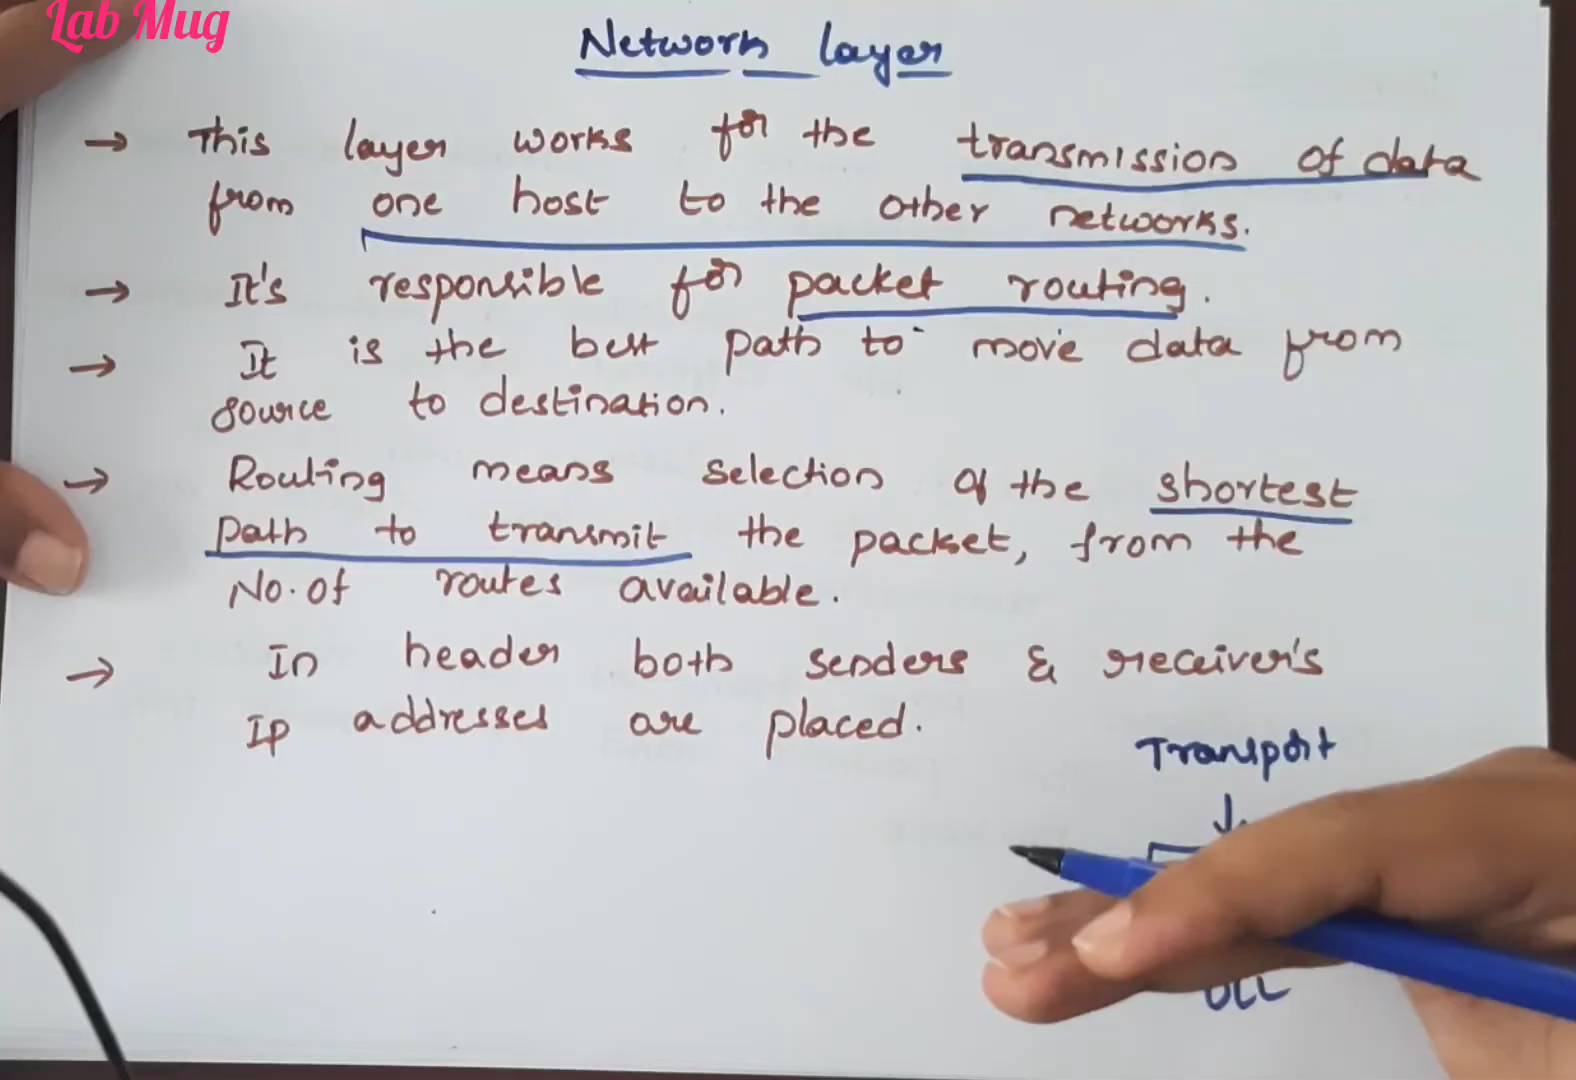 Lab Mug
Network layer
→ This layer works for the transmission of data
from one host to the other networks.
→ It's responsible for packet routing.
→ It is the best path to move data from
source to destination.
→ Routing means selection of the shortest
path to transmit the packet, from the
No. of routes available.
→ In header both senders & receiver's
Ip addresses are placed.
Transport
DLL